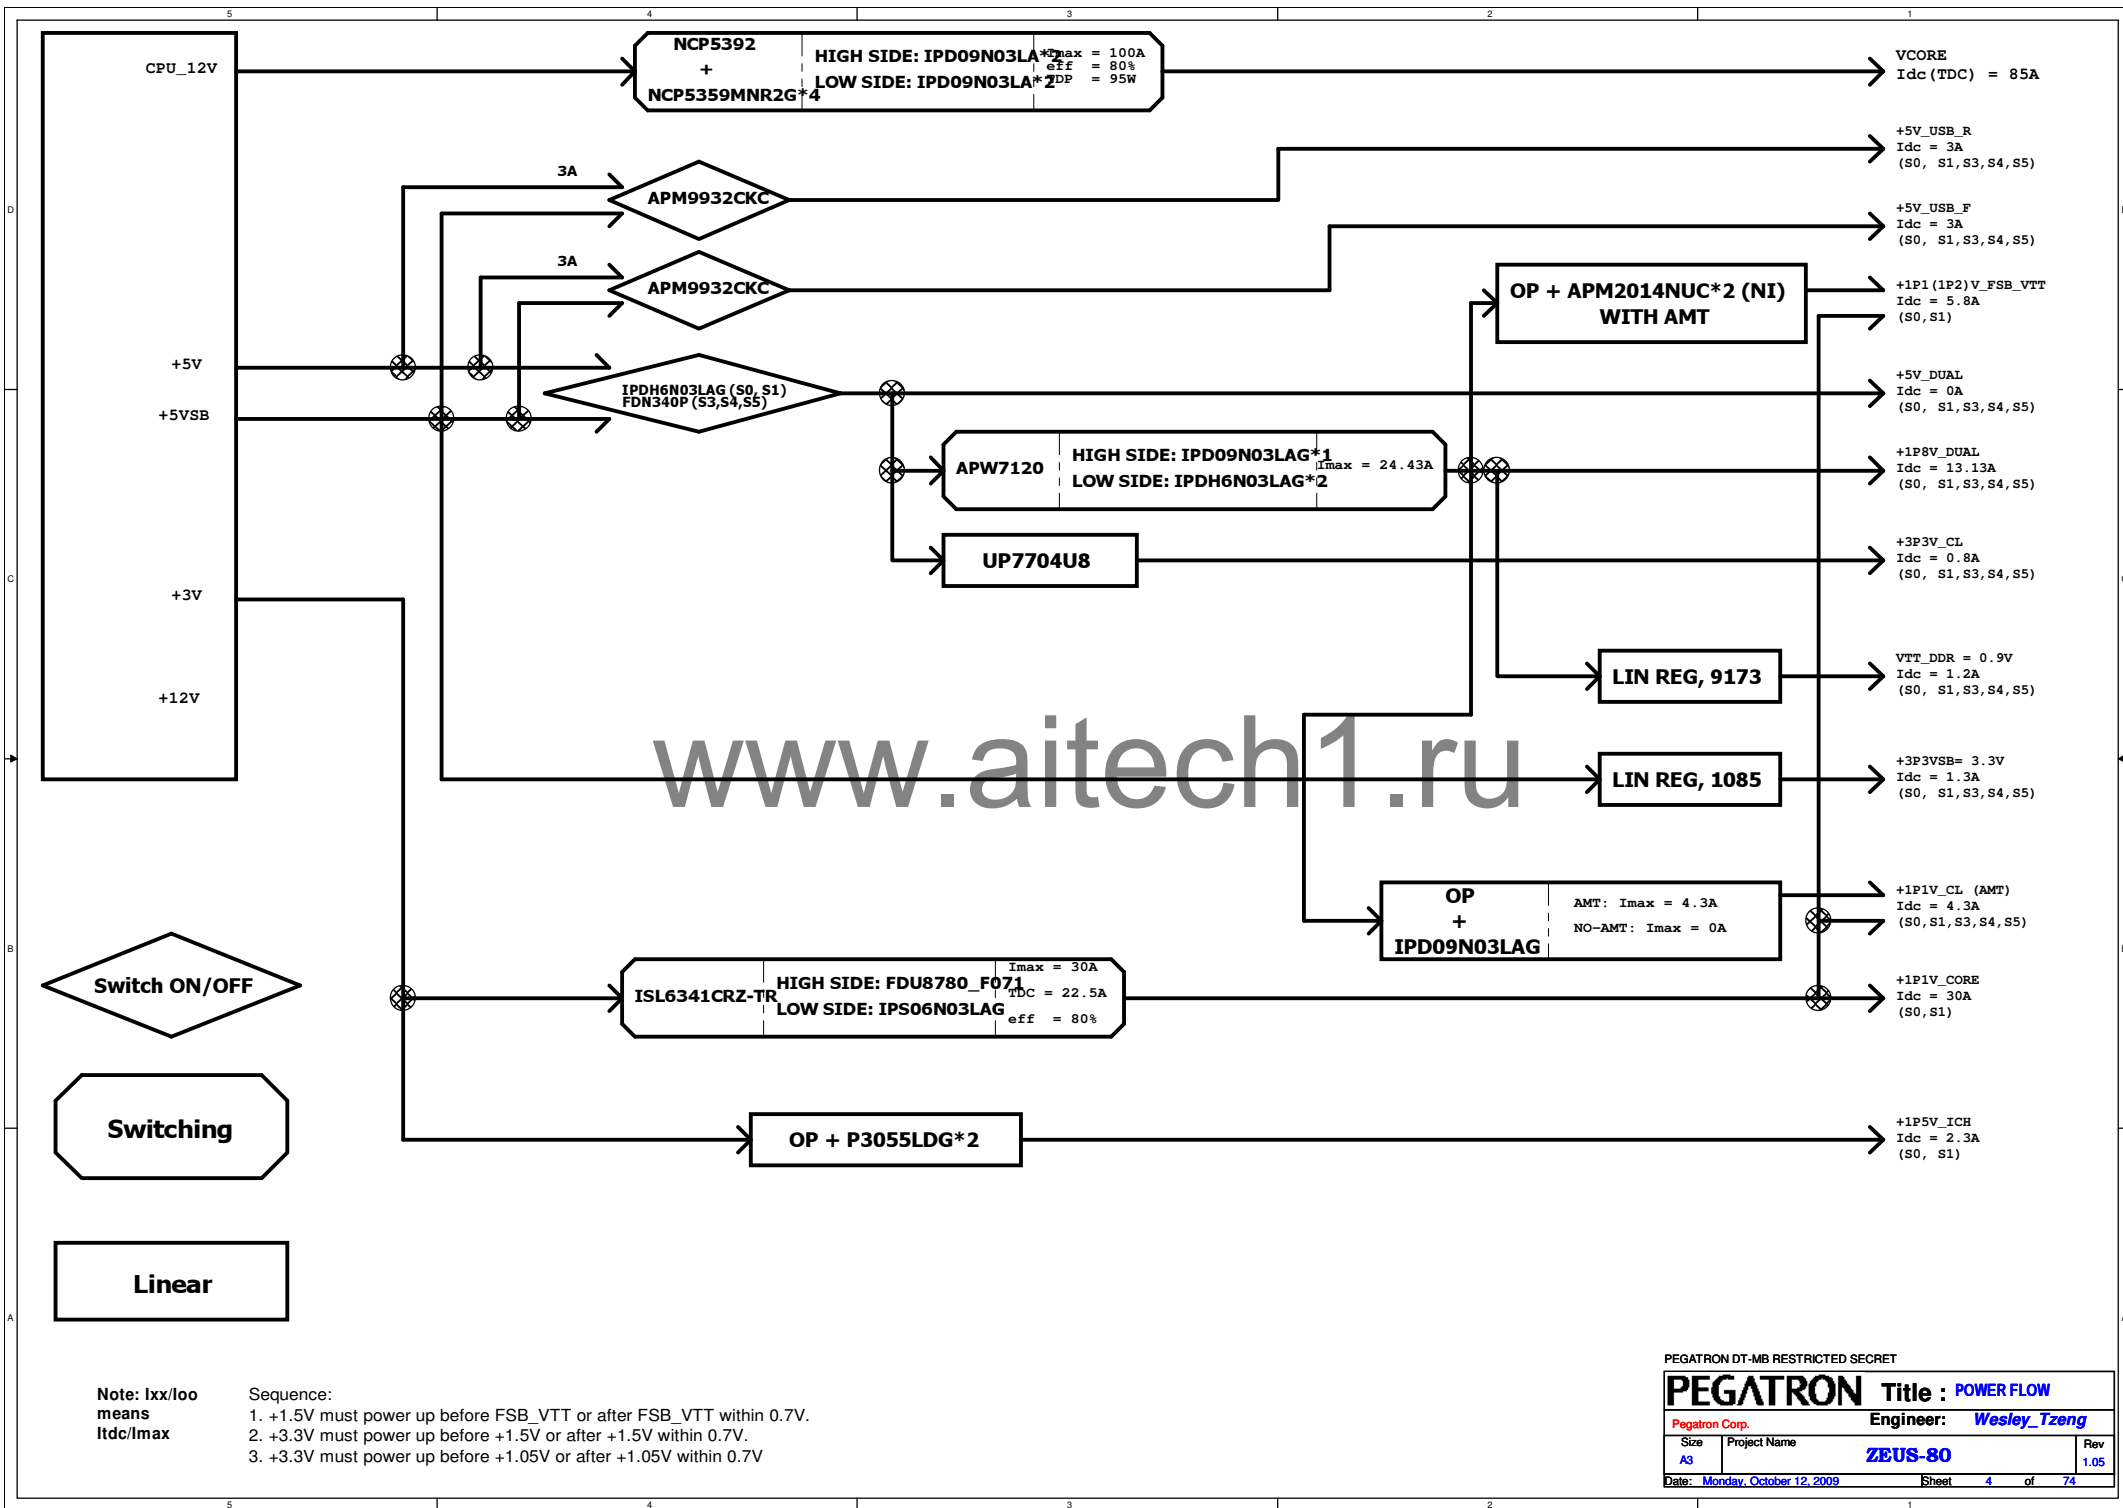 5 4 3 2 1
CPU_12V
NCP5392
+
NCP5359MNR2G*4
HIGH SIDE: IPD09N03LA*2
LOW SIDE: IPD09N03LA*2
Imax = 100A
eff = 80%
TDP = 95W
VCORE
Idc(TDC) = 85A
+5V_USB_R
Idc = 3A
(S0, S1,S3,S4,S5)
3A
APM9932CKC
D
+5V_USB_F
Idc = 3A
(S0, S1,S3,S4,S5)
3A
APM9932CKC
OP + APM2014NUC*2 (NI)
WITH AMT
+1P1(1P2)V_FSB_VTT
Idc = 5.8A
(S0,S1)
+5V
+5VSB
IPDH6N03LAG (S0, S1)
FDN340P (S3,S4,S5)
+5V_DUAL
Idc = 0A
(S0, S1,S3,S4,S5)
APW7120
HIGH SIDE: IPD09N03LAG*1
LOW SIDE: IPDH6N03LAG*2
Imax = 24.43A
+1P8V_DUAL
Idc = 13.13A
(S0, S1,S3,S4,S5)
UP7704U8
+3P3V_CL
Idc = 0.8A
(S0, S1,S3,S4,S5)
C
+3V
LIN REG, 9173
VTT_DDR = 0.9V
Idc = 1.2A
(S0, S1,S3,S4,S5)
+12V
www.aitech1.ru
LIN REG, 1085
+3P3VSB= 3.3V
Idc = 1.3A
(S0, S1,S3,S4,S5)
OP
+
IPD09N03LAG
AMT: Imax = 4.3A
NO-AMT: Imax = 0A
+1P1V_CL (AMT)
Idc = 4.3A
(S0,S1,S3,S4,S5)
B
Switch ON/OFF
ISL6341CRZ-TR
HIGH SIDE: FDU8780_F071
LOW SIDE: IPS06N03LAG
Imax = 30A
TDC = 22.5A
eff = 80%
+1P1V_CORE
Idc = 30A
(S0,S1)
Switching
OP + P3055LDG*2
+1P5V_ICH
Idc = 2.3A
(S0, S1)
Linear
A
Note: Ixx/Ioo
means
Itdc/Imax
Sequence:
1. +1.5V must power up before FSB_VTT or after FSB_VTT within 0.7V.
2. +3.3V must power up before +1.5V or after +1.5V within 0.7V.
3. +3.3V must power up before +1.05V or after +1.05V within 0.7V
PEGATRON DT-MB RESTRICTED SECRET
PEGATRON
Title : POWER FLOW
Pegatron Corp.
Engineer: Wesley_Tzeng
Size
A3
Project Name
ZEUS-80
Rev
1.05
Date: Monday, October 12, 2009
Sheet 4 of 74
5 4 3 2 1